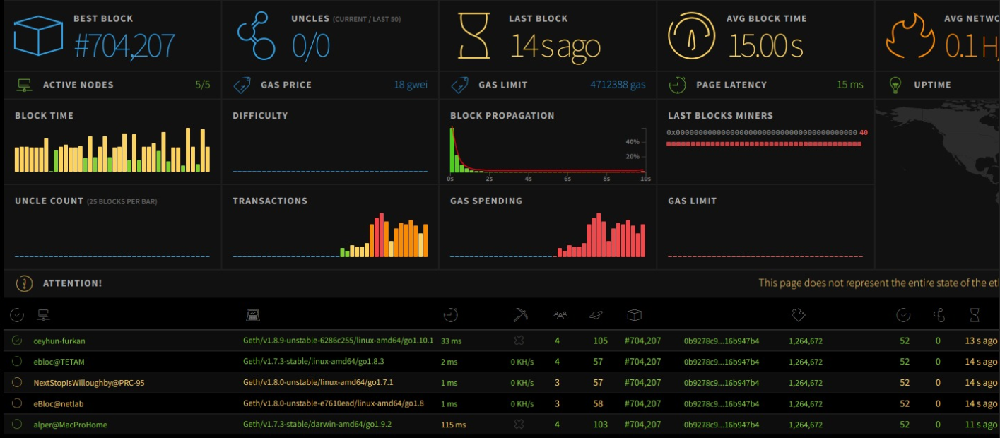 BEST BLOCK
#704,207
UNCLES (CURRENT / LAST 50)
0/0
LAST BLOCK
14 s ago
AVG BLOCK TIME
15.00 s
AVG NETWO
0.1 H/
ACTIVE NODES 5/5
GAS PRICE 18 gwei
GAS LIMIT 4712388 gas
PAGE LATENCY 15 ms
UPTIME
BLOCK TIME
DIFFICULTY
BLOCK PROPAGATION
40%
20%
0s 2s 4s 6s 8s 10s
LAST BLOCKS MINERS
0x0000000000000000000000000000000000000000 40
UNCLE COUNT (25 BLOCKS PER BAR)
TRANSACTIONS
GAS SPENDING
GAS LIMIT
ATTENTION! This page does not represent the entire state of the et
ceyhun-furkan Geth/v1.8.9-unstable-6286c255/linux-amd64/go1.10.1 33 ms 4 105 #704,207 0b9278c9...16b947b4 1,264,672 52 0 13 s ago
ebloc@TETAM Geth/v1.7.3-stable/linux-amd64/go1.8.3 2 ms 0 KH/s 4 57 #704,207 0b9278c9...16b947b4 1,264,672 52 0 14 s ago
NextStopIsWilloughby@PRC-95 Geth/v1.8.0-unstable/linux-amd64/go1.7.1 1 ms 0 KH/s 3 57 #704,207 0b9278c9...16b947b4 1,264,672 52 0 14 s ago
eBloc@netlab Geth/v1.8.0-unstable-e7610ead/linux-amd64/go1.8 1 ms 0 KH/s 3 58 #704,207 0b9278c9...16b947b4 1,264,672 52 0 14 s ago
alper@MacProHome Geth/v1.7.3-stable/darwin-amd64/go1.9.2 115 ms 4 103 #704,207 0b9278c9...16b947b4 1,264,672 52 0 11 s ago